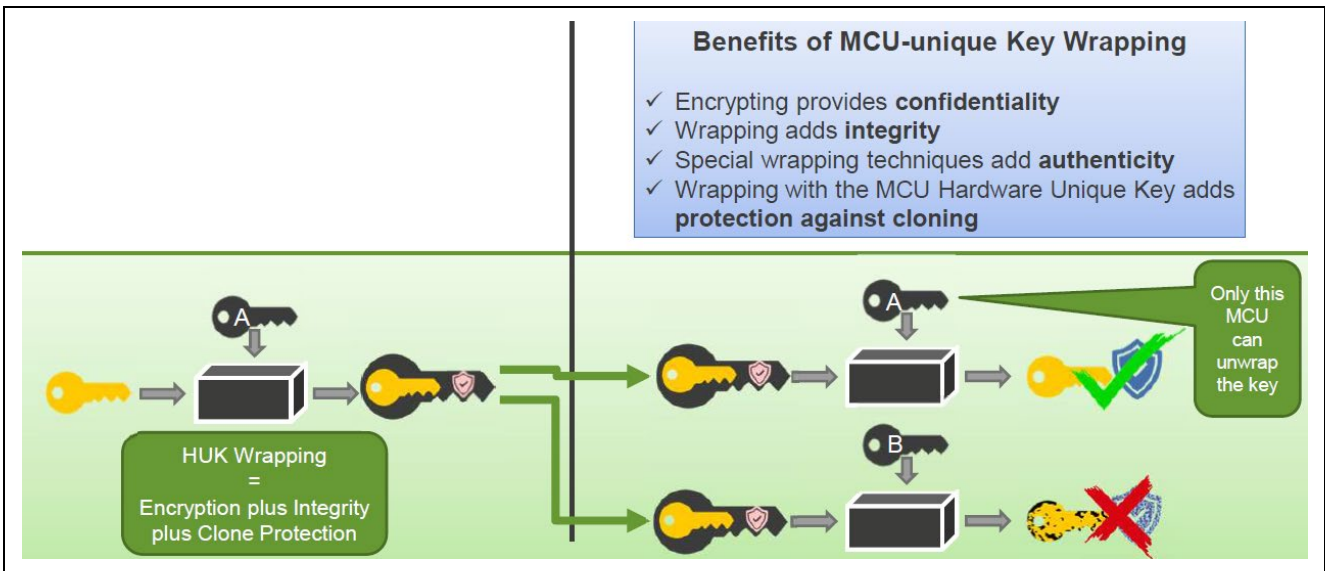 Benefits of MCU-unique Key Wrapping
✓ Encrypting provides confidentiality
✓ Wrapping adds integrity
✓ Special wrapping techniques add authenticity
✓ Wrapping with the MCU Hardware Unique Key adds
protection against cloning
A
HUK Wrapping
=
Encryption plus Integrity
plus Clone Protection
A
Only this
MCU
can
unwrap
the key
B